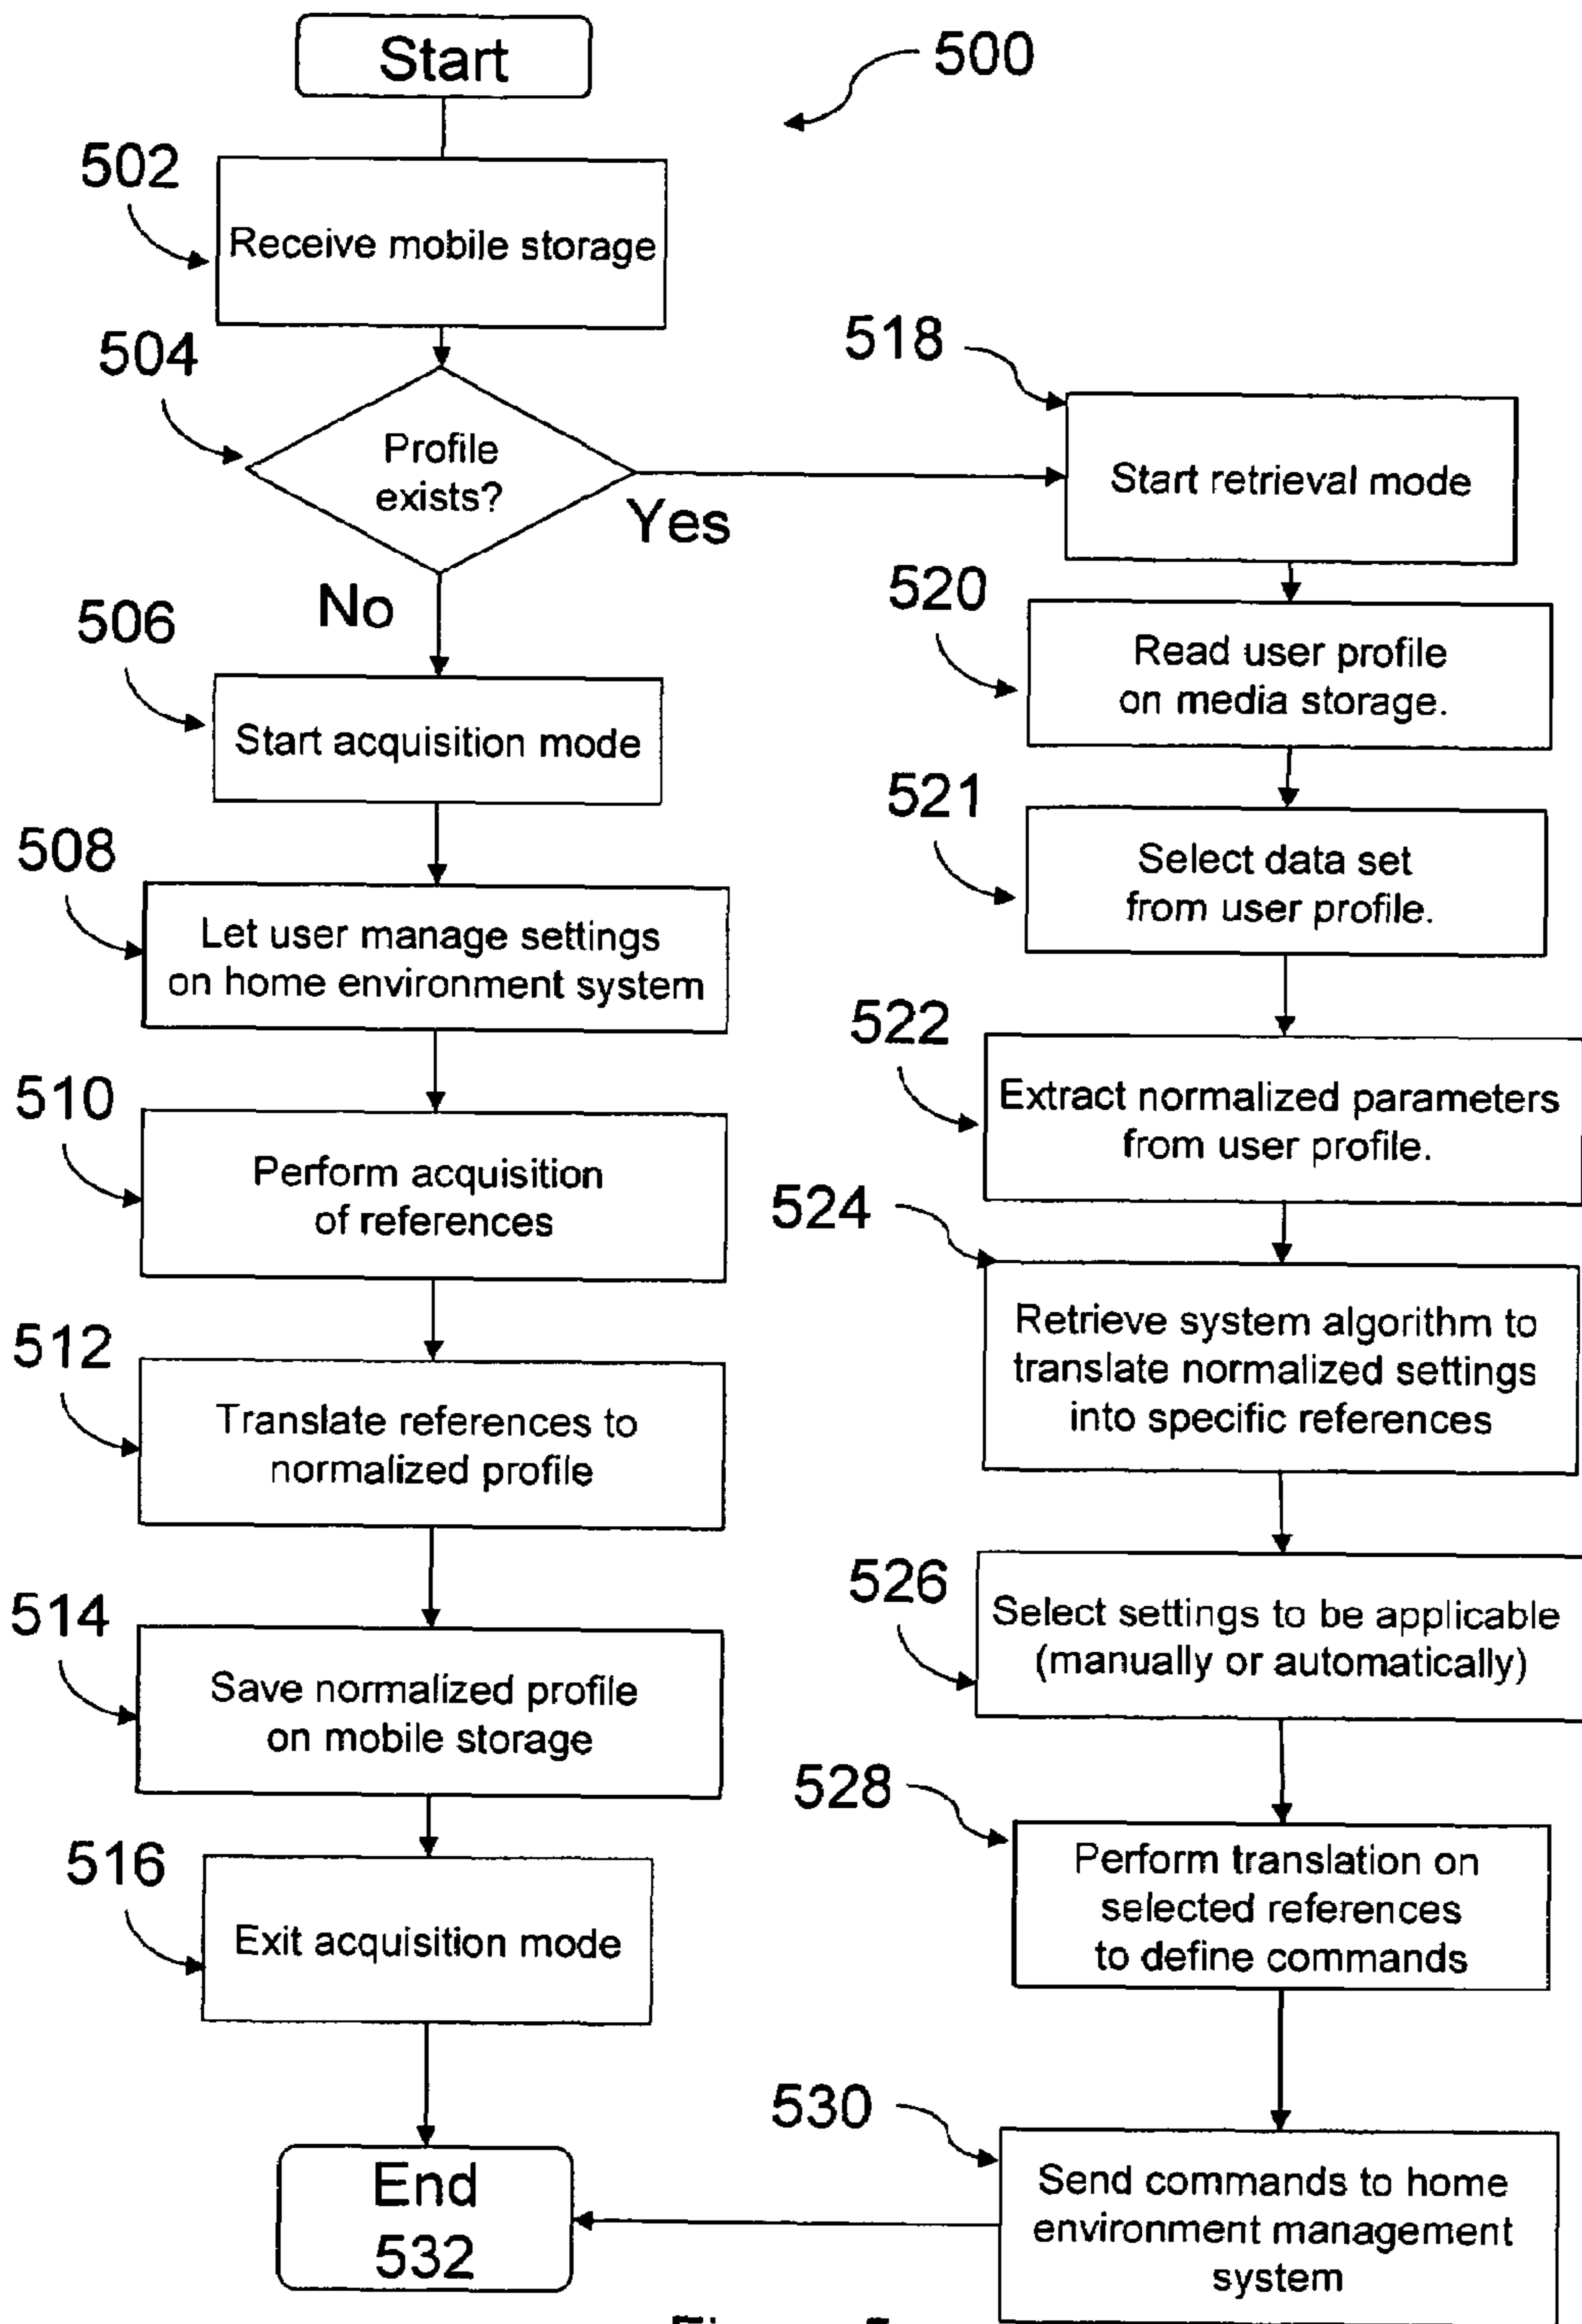 Start
500
502
Receive mobile storage
504
Profile
exists?
Yes
No
506
Start acquisition mode
508
Let user manage settings
on home environment system
510
Perform acquisition
of references
512
Translate references to
normalized profile
514
Save normalized profile
on mobile storage
516
Exit acquisition mode
End
532
518
Start retrieval mode
520
Read user profile
on media storage.
521
Select data set
from user profile.
522
Extract normalized parameters
from user profile.
524
Retrieve system algorithm to
translate normalized settings
into specific references
526
Select settings to be applicable
(manually or automatically)
528
Perform translation on
selected references
to define commands
530
Send commands to home
environment management
system